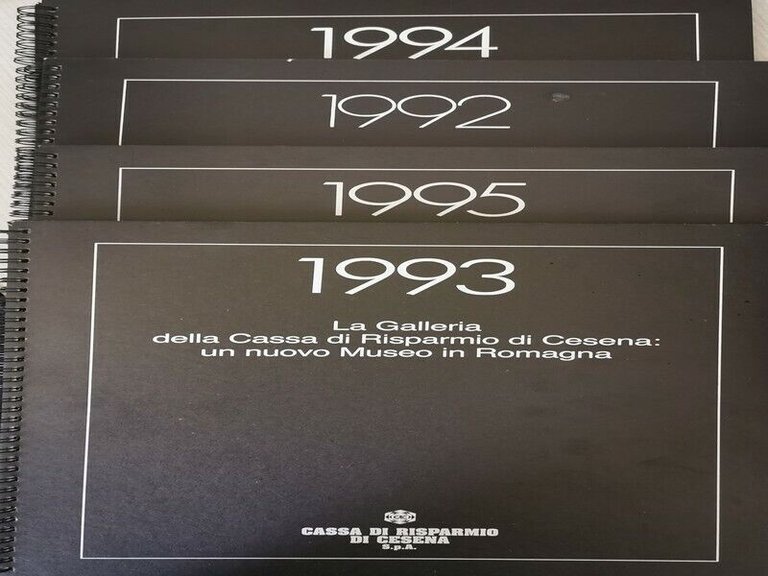 1994
1992
1995
1993
La Galleria
della Cassa di Risparmio di Cesena:
un nuovo Museo in Romagna
CASSA DI RISPARMIO
DI CESENA
S.p.A.